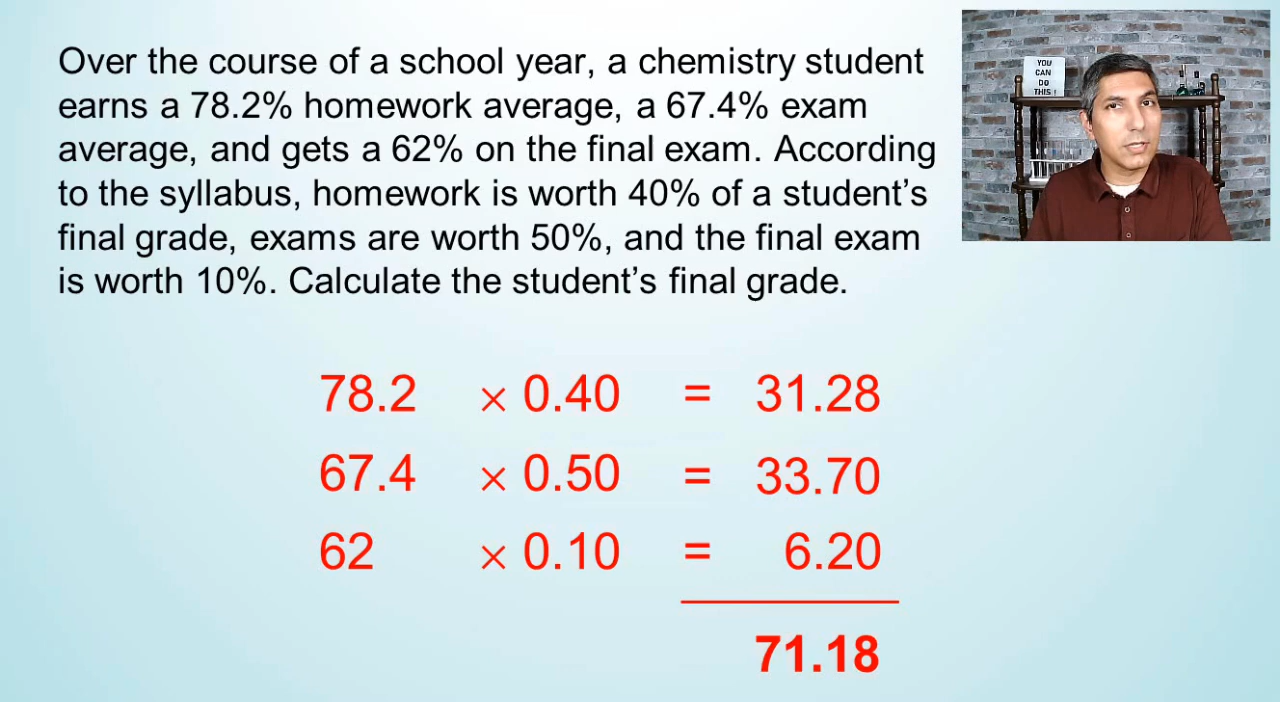 Over the course of a school year, a chemistry student
earns a 78.2% homework average, a 67.4% exam
average, and gets a 62% on the final exam. According
to the syllabus, homework is worth 40% of a student’s
final grade, exams are worth 50%, and the final exam
is worth 10%. Calculate the student’s final grade.
YOU
CAN
DO
THIS !
78.2 × 0.40 = 31.28
67.4 × 0.50 = 33.70
62 × 0.10 = 6.20
71.18